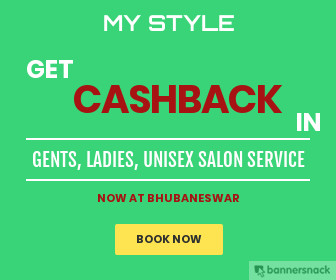 MY STYLE
GET
CASHBACK
IN
GENTS, LADIES, UNISEX SALON SERVICE
NOW AT BHUBANESWAR
BOOK NOW
bannersnack